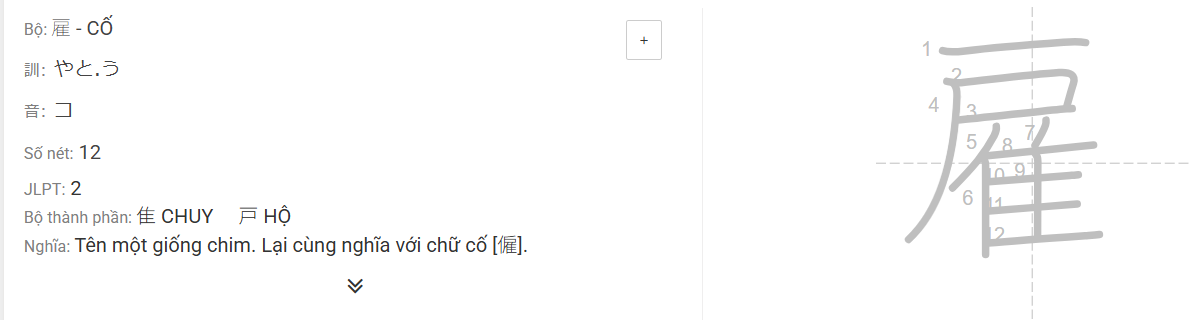 Bộ: 雇 - CỐ
+
訓: やと.う
音: コ
Số nét: 12
JLPT: 2
Bộ thành phần: 隹 CHUY 戸 HỘ
Nghĩa: Tên một giống chim. Lại cùng nghĩa với chữ cố [僱].
雇
1
2
3
4
5
6
7
8
9
10
11
12